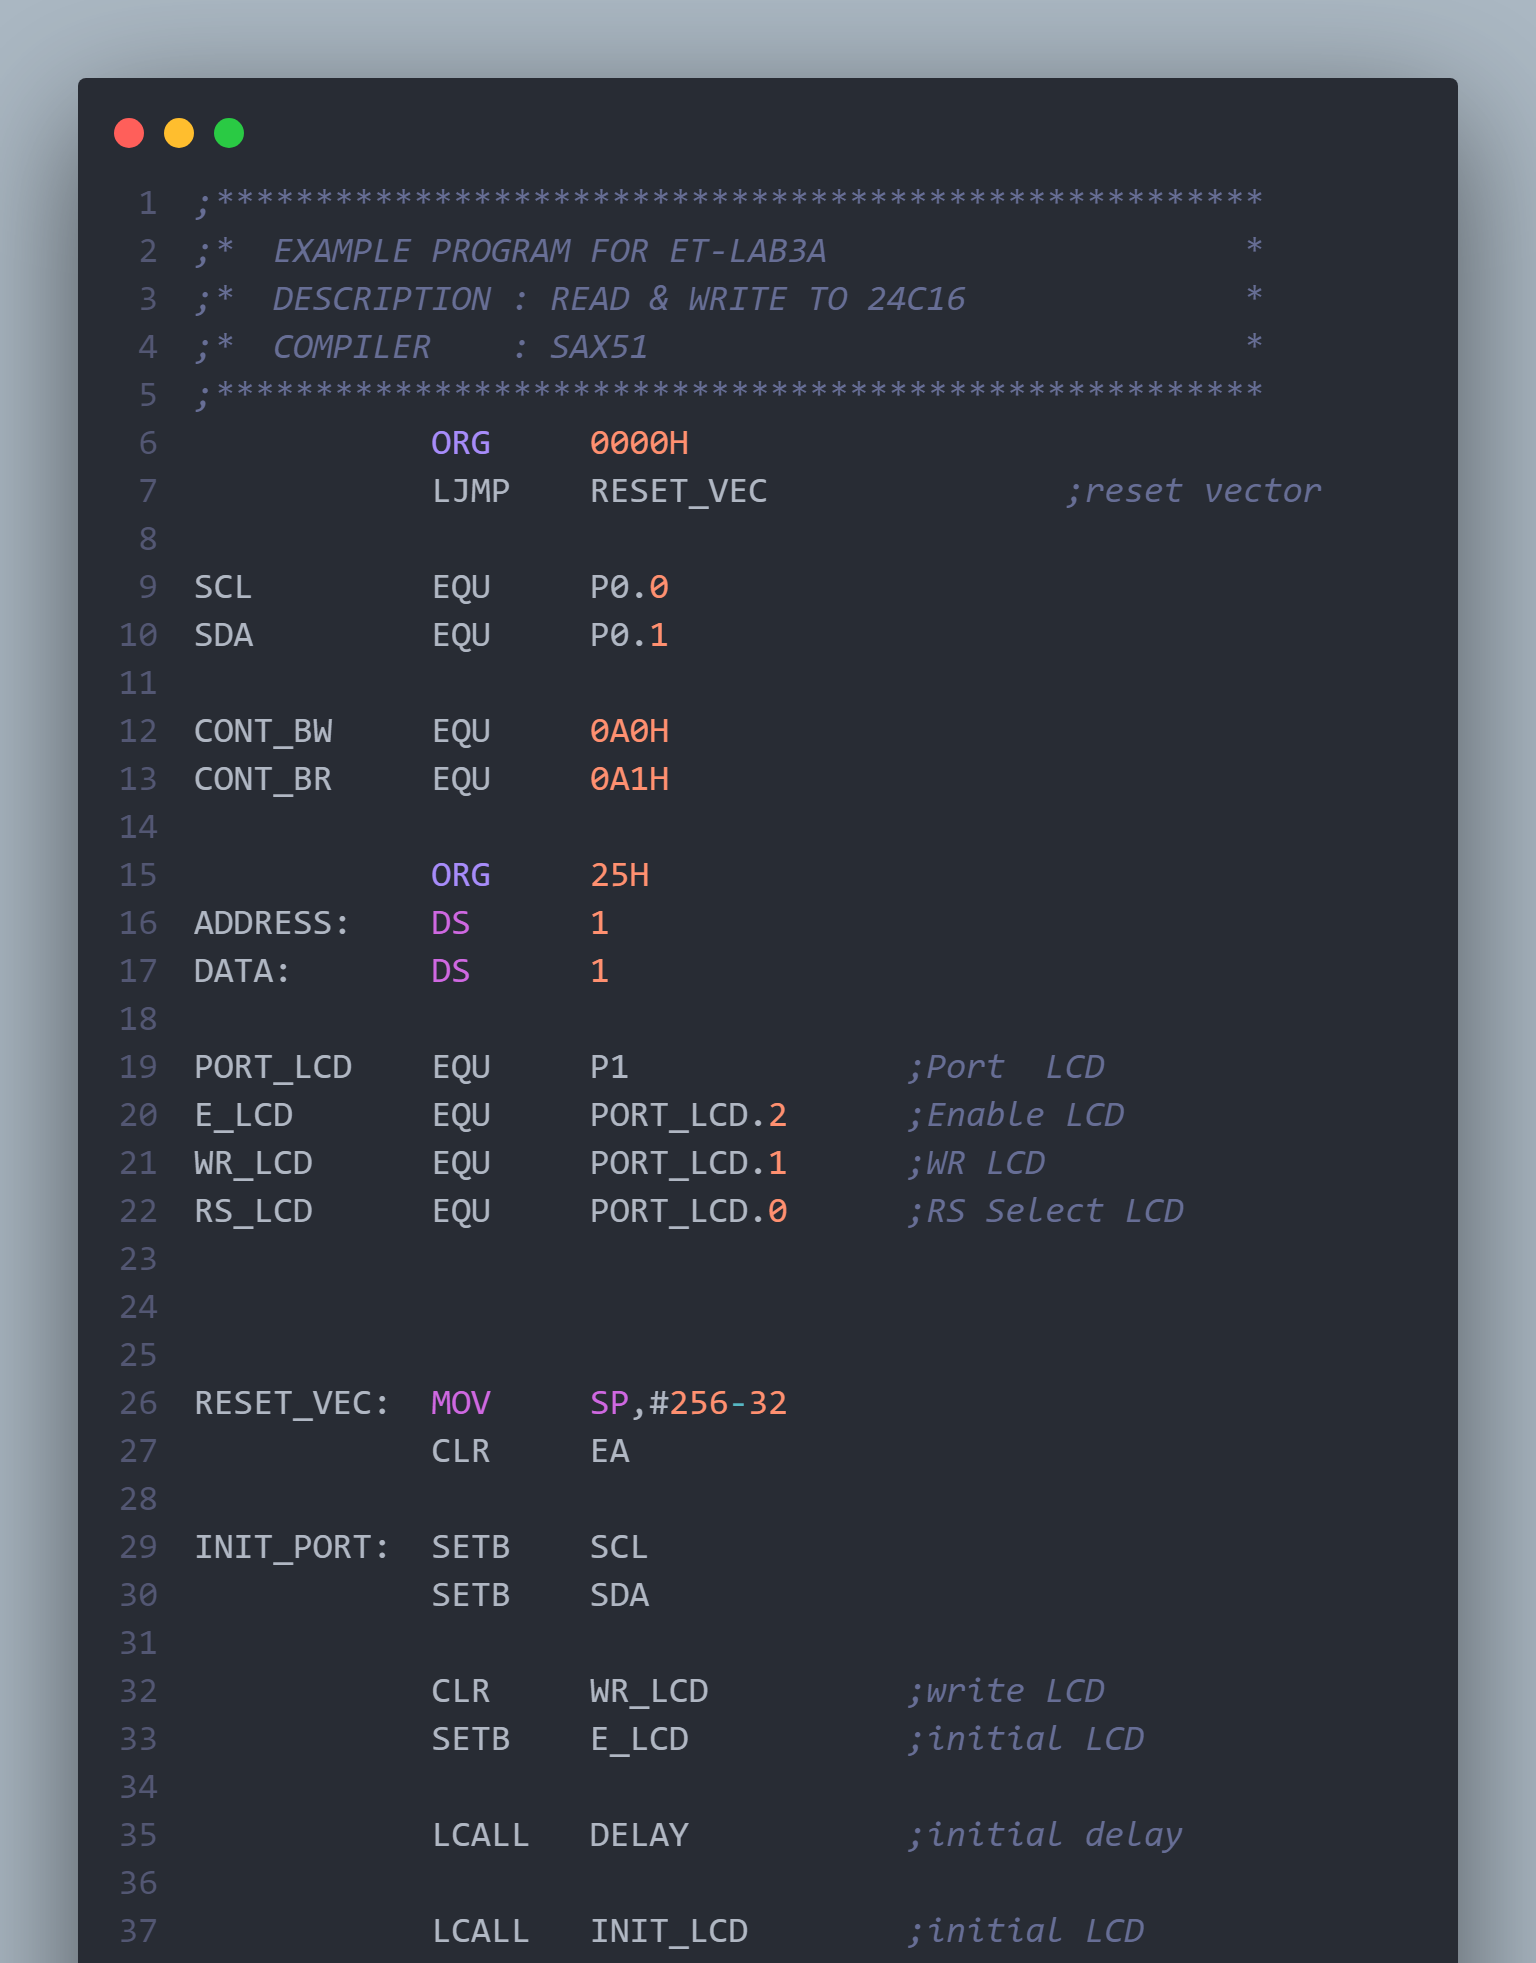 1 ;*****************************************************
2 ;*  EXAMPLE PROGRAM FOR ET-LAB3A                     *
3 ;*  DESCRIPTION : READ & WRITE TO 24C16              *
4 ;*  COMPILER    : SAX51                              *
5 ;*****************************************************
6             ORG     0000H
7             LJMP    RESET_VEC               ;reset vector
8
9 SCL         EQU     P0.0
10 SDA         EQU     P0.1
11
12 CONT_BW     EQU     0A0H
13 CONT_BR     EQU     0A1H
14
15             ORG     25H
16 ADDRESS:    DS      1
17 DATA:       DS      1
18
19 PORT_LCD    EQU     P1              ;Port  LCD
20 E_LCD       EQU     PORT_LCD.2      ;Enable LCD
21 WR_LCD      EQU     PORT_LCD.1      ;WR LCD
22 RS_LCD      EQU     PORT_LCD.0      ;RS Select LCD
23
24
25
26 RESET_VEC:  MOV     SP,#256-32
27             CLR     EA
28
29 INIT_PORT:  SETB    SCL
30             SETB    SDA
31
32             CLR     WR_LCD          ;write LCD
33             SETB    E_LCD           ;initial LCD
34
35             LCALL   DELAY           ;initial delay
36
37             LCALL   INIT_LCD        ;initial LCD